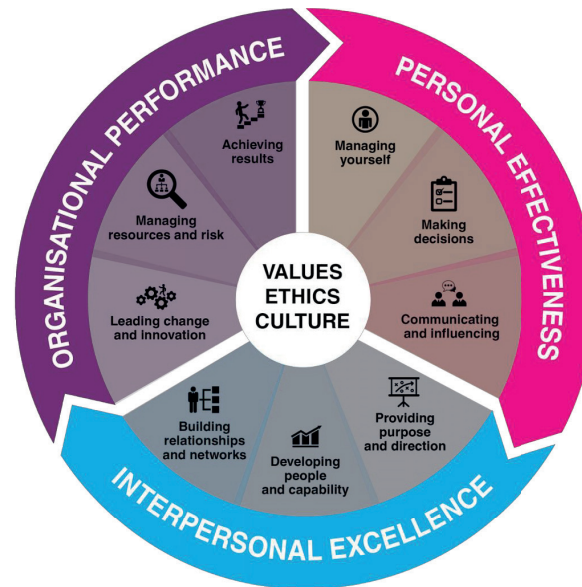 ORGANISATIONAL PERFORMANCE
PERSONAL EFFECTIVENESS
INTERPERSONAL EXCELLENCE
VALUES
ETHICS
CULTURE
Managing
yourself
Making
decisions
Communicating
and influencing
Providing
purpose
and direction
Developing
people
and capability
Building
relationships
and networks
Leading change
and innovation
Managing
resources and risk
Achieving
results